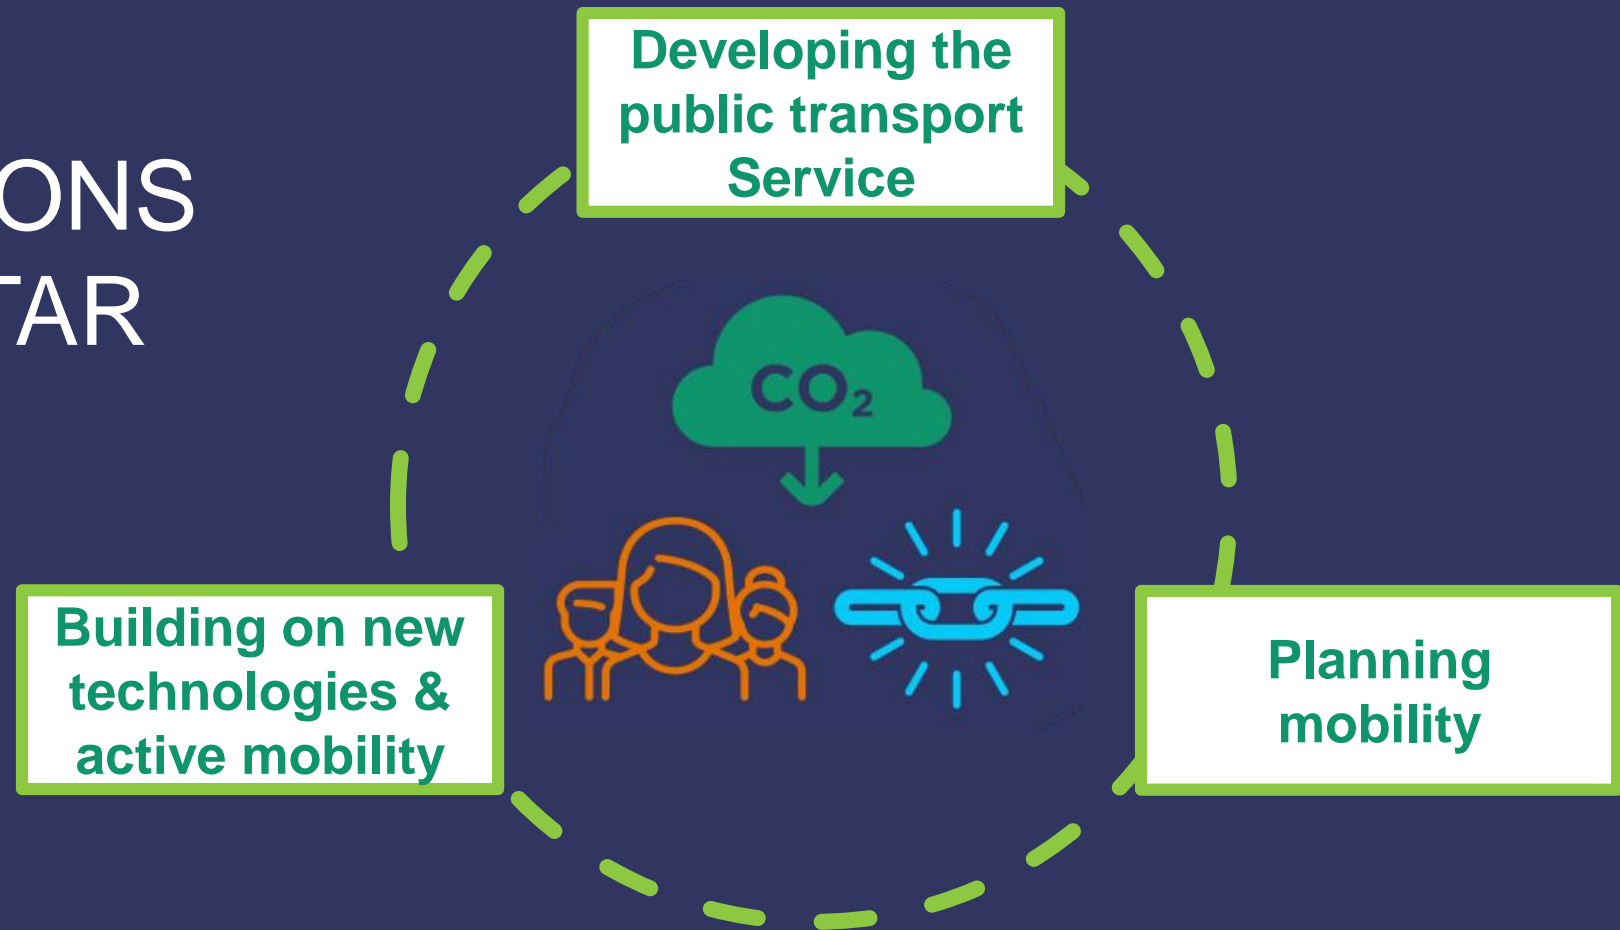 ONS
TAR
Developing the
public transport
Service
CO₂
Building on new
technologies &
active mobility
Planning
mobility